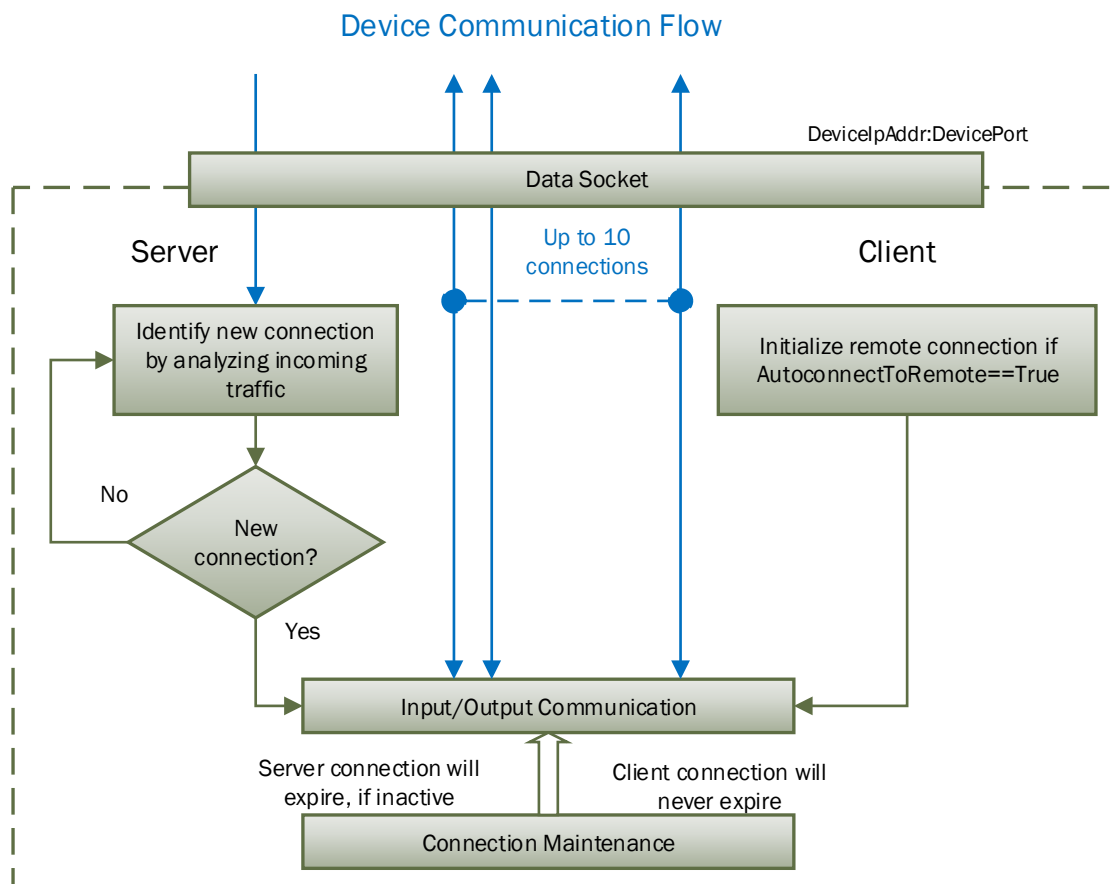 Device Communication Flow
DeviceIpAddr:DevicePort
Data Socket
Server
Up to 10
connections
Client
Identify new connection
by analyzing incoming
traffic
Initialize remote connection if
AutoconnectToRemote==True
No
New
connection?
Yes
Input/Output Communication
Server connection will
expire, if inactive
Client connection will
never expire
Connection Maintenance